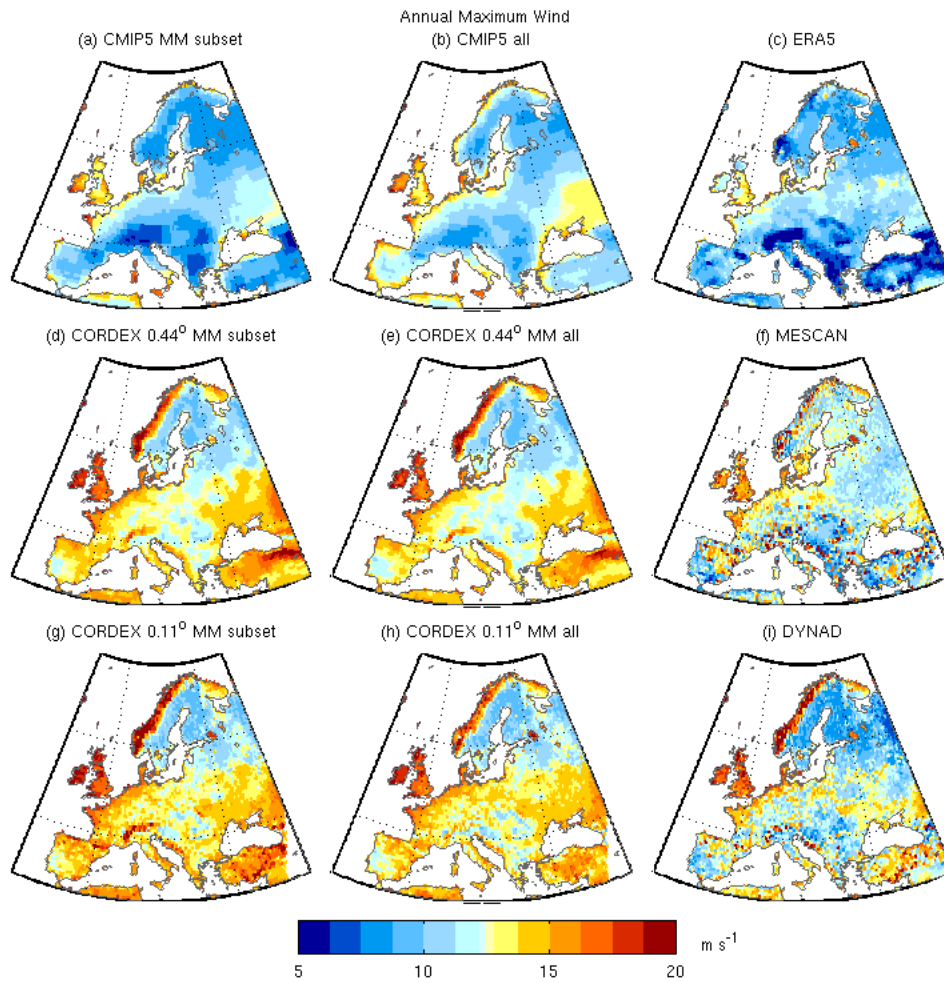 Annual Maximum Wind
(a) CMIP5 MM subset
(b) CMIP5 all
(c) ERA5
(d) CORDEX 0.44° MM subset
(e) CORDEX 0.44° MM all
(f) MESCAN
(g) CORDEX 0.11° MM subset
(h) CORDEX 0.11° MM all
(i) DYNAD
m s⁻¹
5 10 15 20